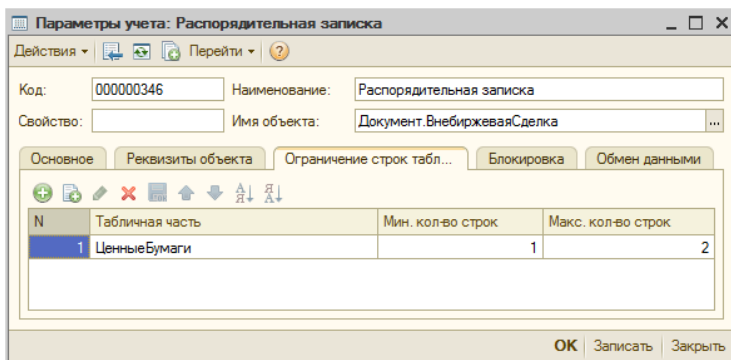 Параметры учета: Распорядительная записка
Действия Перейти
Код: 000000346 Наименование: Распорядительная записка
Свойство: Имя объекта: Документ.ВнебиржеваяСделка ...
Основное Реквизиты объекта Ограничение строк табл... Блокировка Обмен данными
N Табличная часть Мин. кол-во строк Макс. кол-во строк
1 ЦенныеБумаги 1 2
OK Записать Закрыть